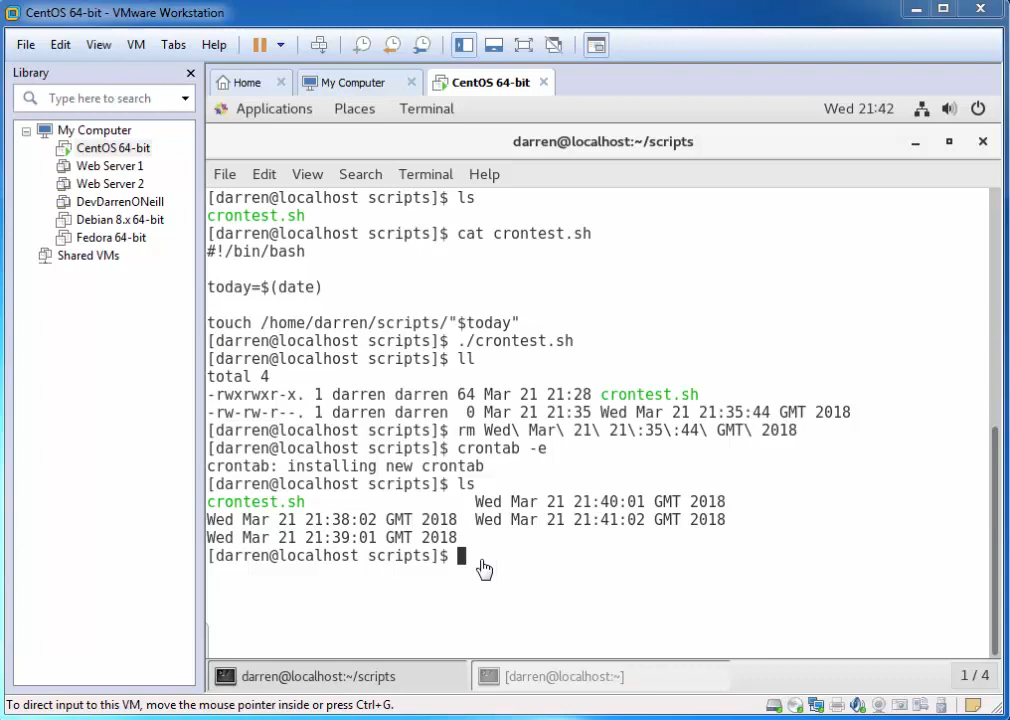 CentOS 64-bit - VMware Workstation
File Edit View VM Tabs Help
Library
Home My Computer CentOS 64-bit
Type here to search
Applications Places Terminal Wed 21:42
My Computer
CentOS 64-bit
Web Server 1
Web Server 2
DevDarrenONeill
Debian 8.x 64-bit
Fedora 64-bit
Shared VMs
darren@localhost:~/scripts
File Edit View Search Terminal Help
[darren@localhost scripts]$ ls
crontest.sh
[darren@localhost scripts]$ cat crontest.sh
#!/bin/bash
today=$(date)
touch /home/darren/scripts/"$today"
[darren@localhost scripts]$ ./crontest.sh
[darren@localhost scripts]$ ll
total 4
-rwxrwxr-x. 1 darren darren 64 Mar 21 21:28 crontest.sh
-rw-rw-r--. 1 darren darren 0 Mar 21 21:35 Wed Mar 21 21:35:44 GMT 2018
[darren@localhost scripts]$ rm Wed\ Mar\ 21\ 21\:35\:44\ GMT\ 2018
[darren@localhost scripts]$ crontab -e
crontab: installing new crontab
[darren@localhost scripts]$ ls
crontest.sh Wed Mar 21 21:40:01 GMT 2018
Wed Mar 21 21:38:02 GMT 2018 Wed Mar 21 21:41:02 GMT 2018
Wed Mar 21 21:39:01 GMT 2018
[darren@localhost scripts]$
darren@localhost:~/scripts [darren@localhost:~] 1 / 4
To direct input to this VM, move the mouse pointer inside or press Ctrl+G.